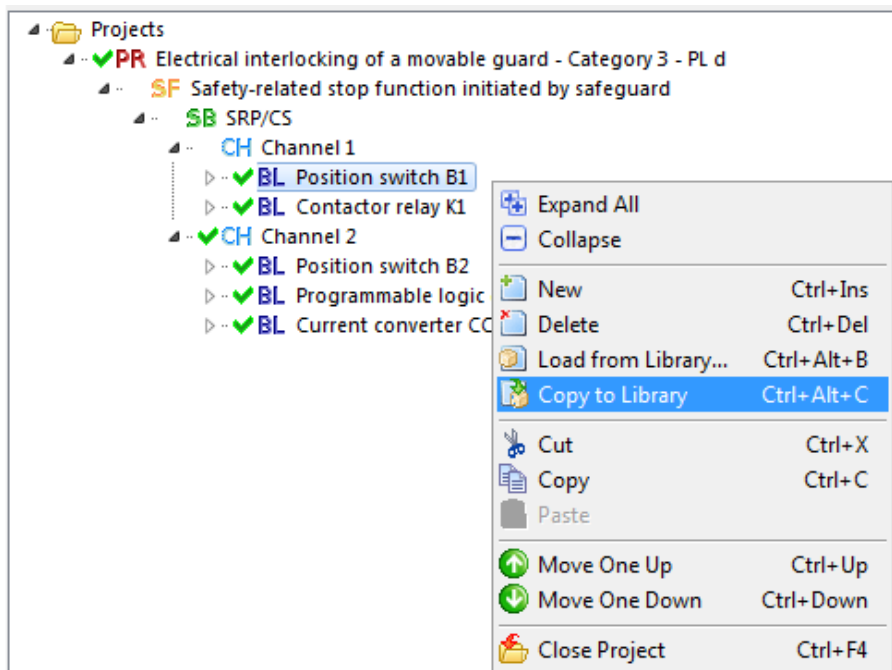 Projects
PR Electrical interlocking of a movable guard - Category 3 - PL d
SF Safety-related stop function initiated by safeguard
SB SRP/CS
CH Channel 1
BL Position switch B1
BL Contactor relay K1
CH Channel 2
BL Position switch B2
BL Programmable logic
BL Current converter CC
Expand All
Collapse
New Ctrl+Ins
Delete Ctrl+Del
Load from Library... Ctrl+Alt+B
Copy to Library Ctrl+Alt+C
Cut Ctrl+X
Copy Ctrl+C
Paste
Move One Up Ctrl+Up
Move One Down Ctrl+Down
Close Project Ctrl+F4